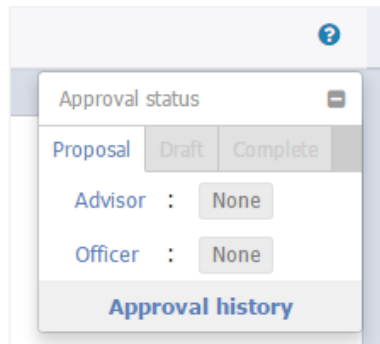 ?
Approval status
Proposal Draft Complete
Advisor : None
Officer : None
Approval history